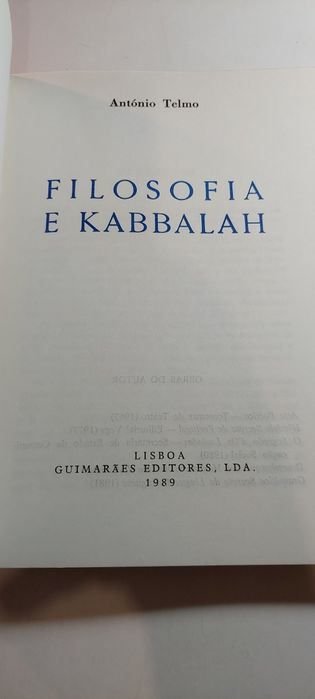 António Telmo
FILOSOFIA
E KABBALAH
LISBOA
GUIMARÃES EDITORES, LDA.
1989